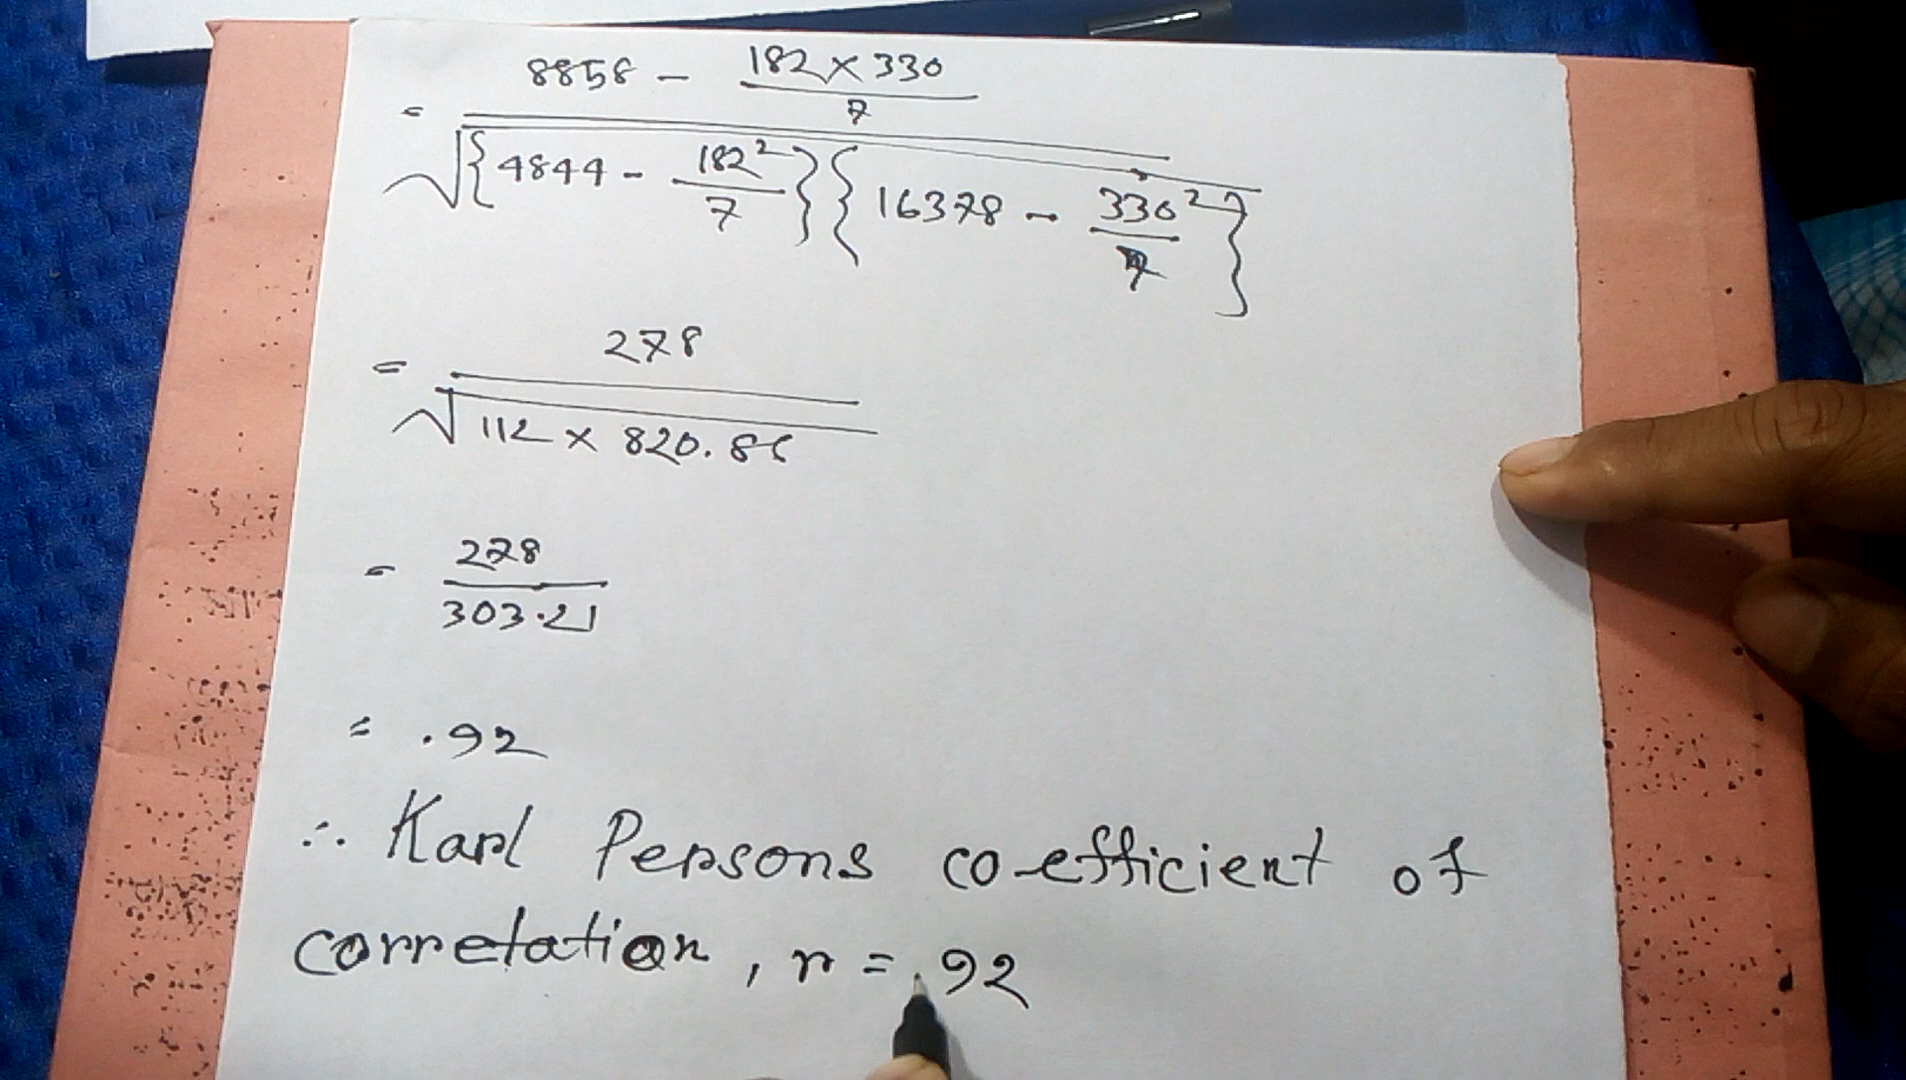 8858 - 182 × 330 / 7
= √{4844 - 182² / 7}{16378 - 330² / 7}
= 278
√112 × 820.86
= 278
303.21
= .92
∴ Karl Persons co-efficient of
correlation, r = .92